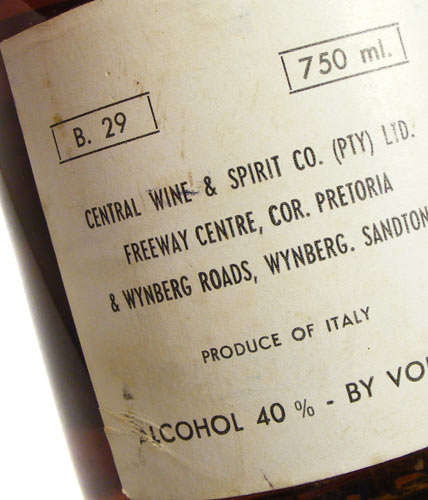 750 ml.
B. 29
CENTRAL WINE & SPIRIT CO. (PTY) LTD.
FREEWAY CENTRE, COR. PRETORIA
& WYNBERG ROADS, WYNBERG. SANDTON
PRODUCE OF ITALY
ALCOHOL 40 % - BY VOL